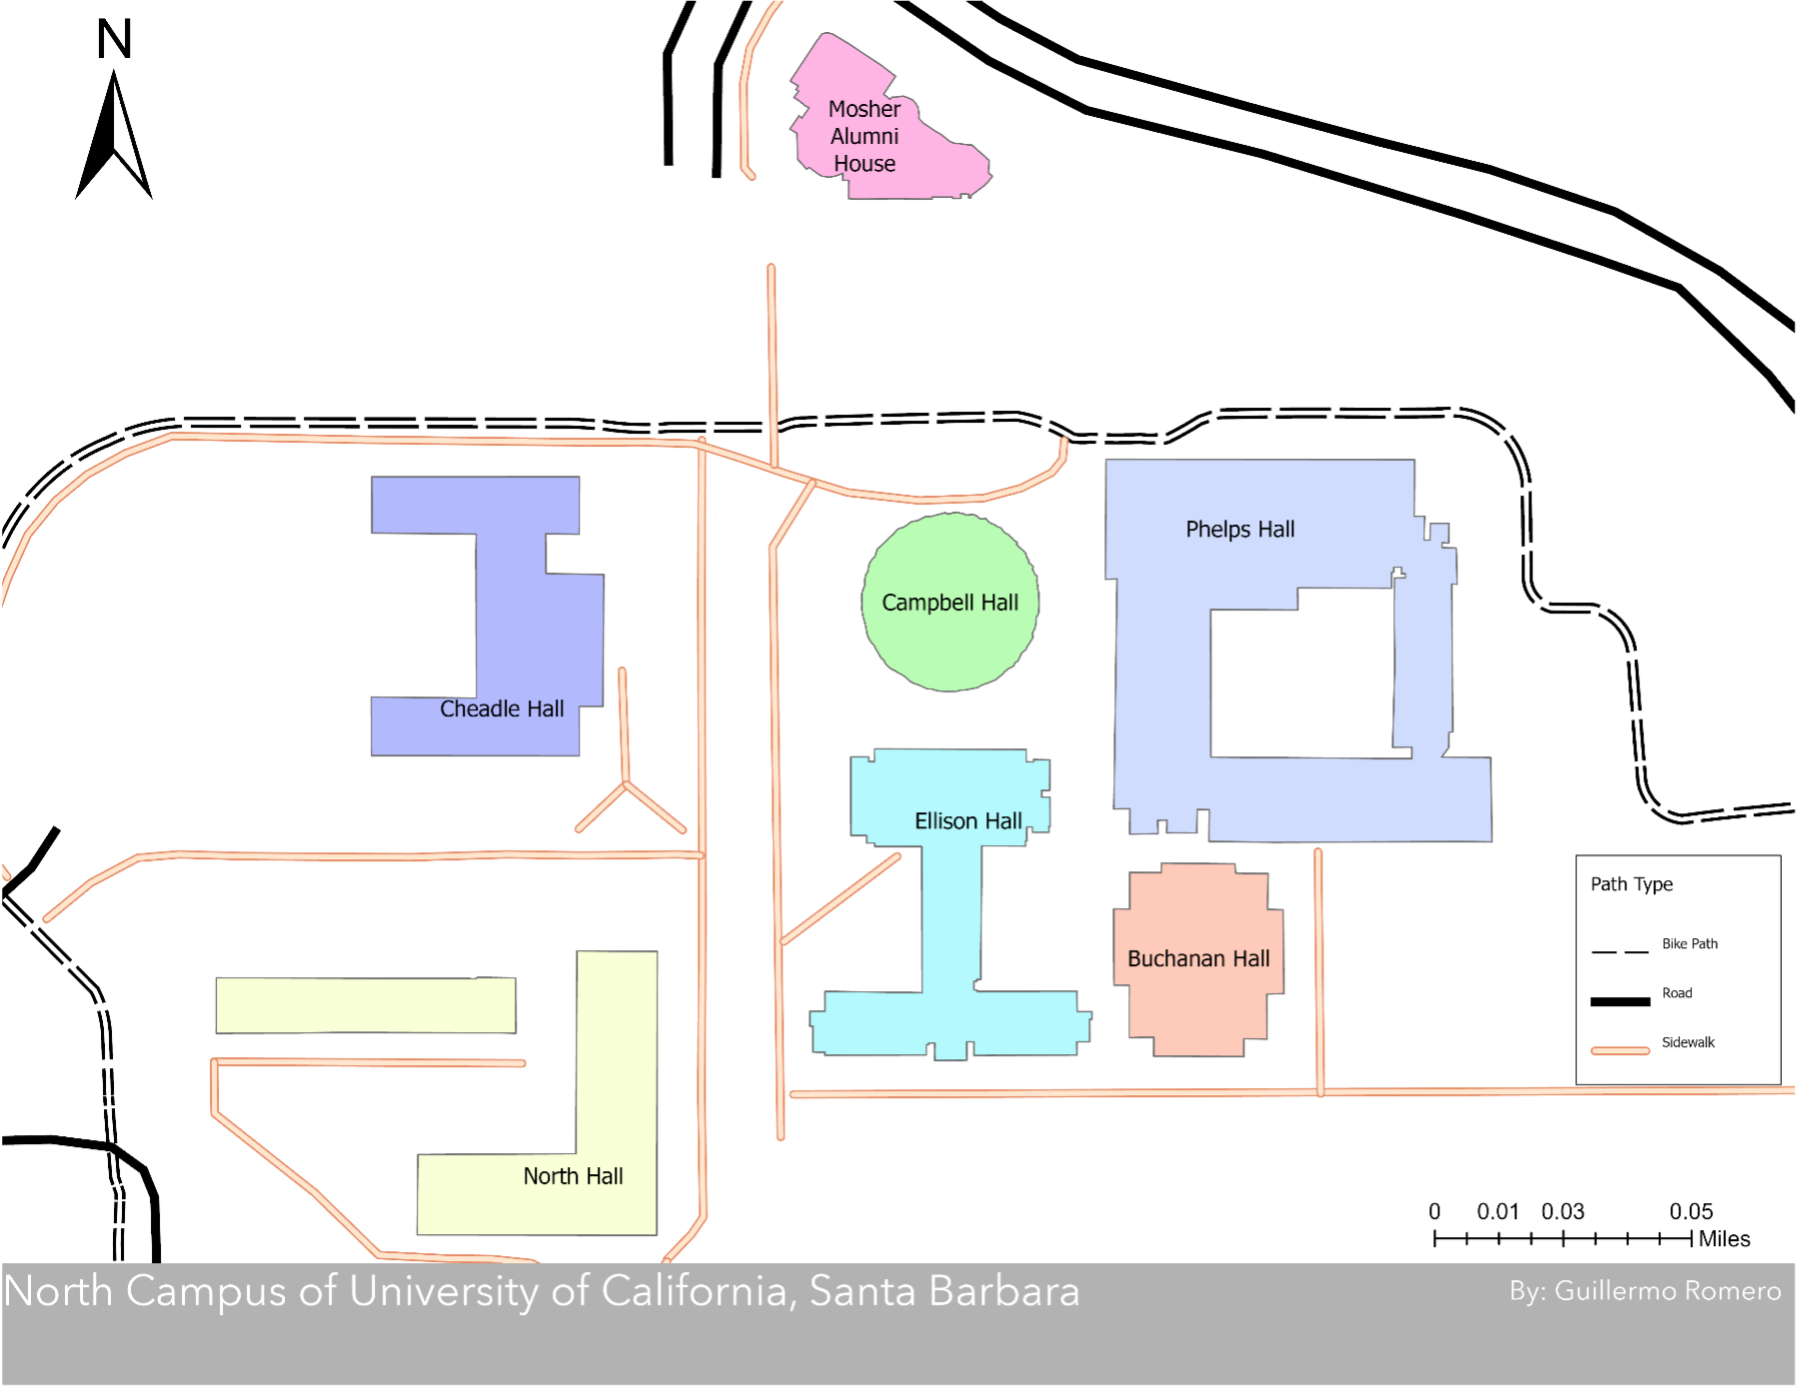 N
Mosher
Alumni
House
Phelps Hall
Campbell Hall
Cheadle Hall
Ellison Hall
Buchanan Hall
North Hall
Path Type
Bike Path
Road
Sidewalk
0 0.01 0.03 0.05
Miles
North Campus of University of California, Santa Barbara
By: Guillermo Romero